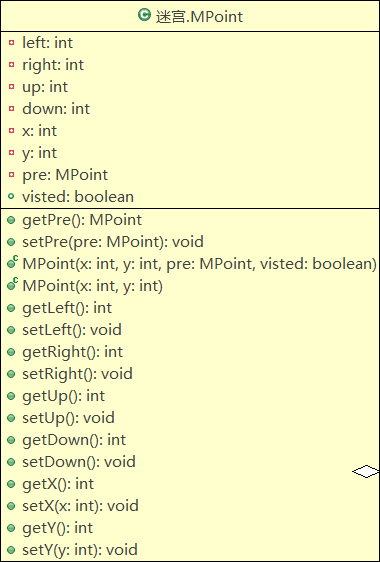 C 迷宫.MPoint
left: int
right: int
up: int
down: int
x: int
y: int
pre: MPoint
visted: boolean
getPre(): MPoint
setPre(pre: MPoint): void
C MPoint(x: int, y: int, pre: MPoint, visted: boolean)
C MPoint(x: int, y: int)
getLeft(): int
setLeft(): void
getRight(): int
setRight(): void
getUp(): int
setUp(): void
getDown(): int
setDown(): void
getX(): int
setX(x: int): void
getY(): int
setY(y: int): void